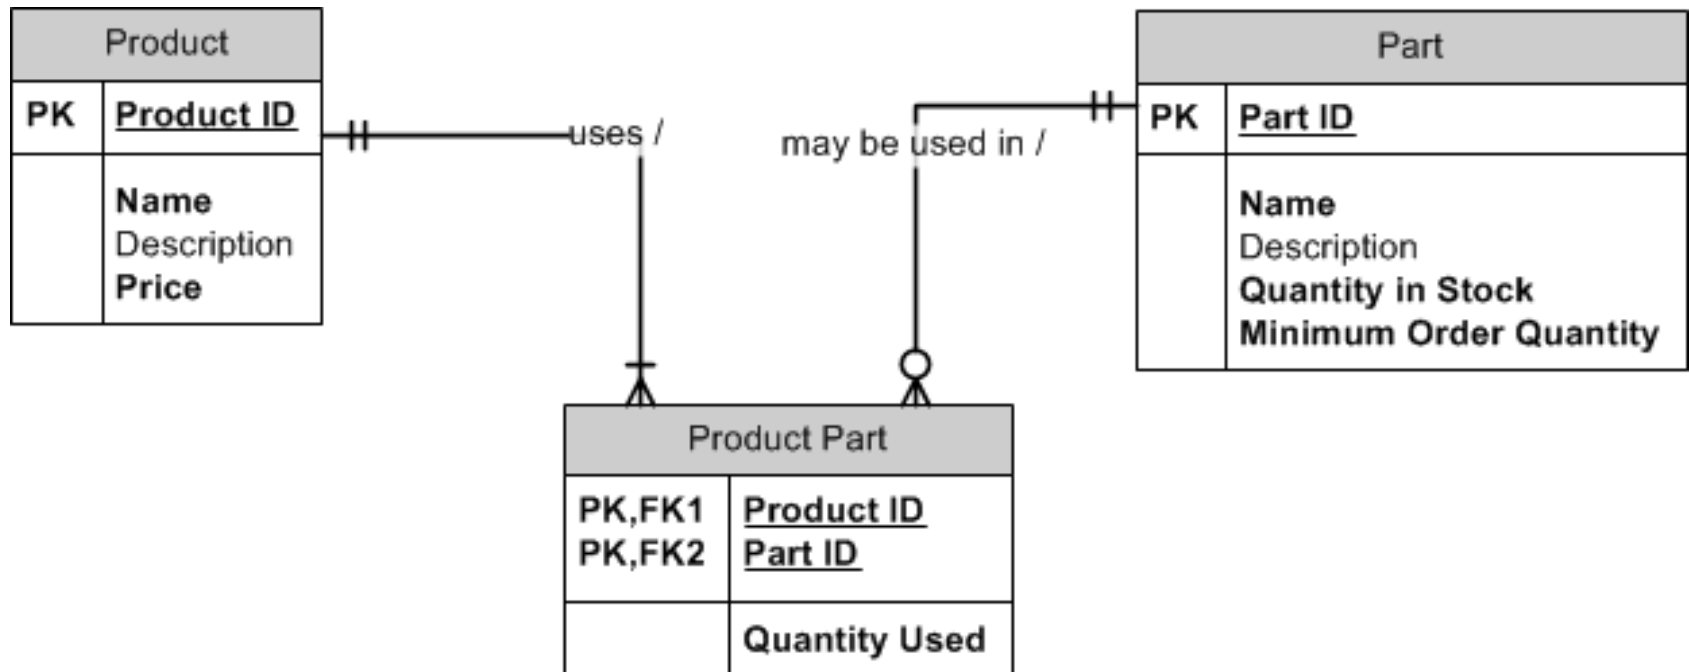 Product
PK Product ID
Name
Description
Price
uses /
may be used in /
Part
PK Part ID
Name
Description
Quantity in Stock
Minimum Order Quantity
Product Part
PK,FK1 Product ID
PK,FK2 Part ID
Quantity Used